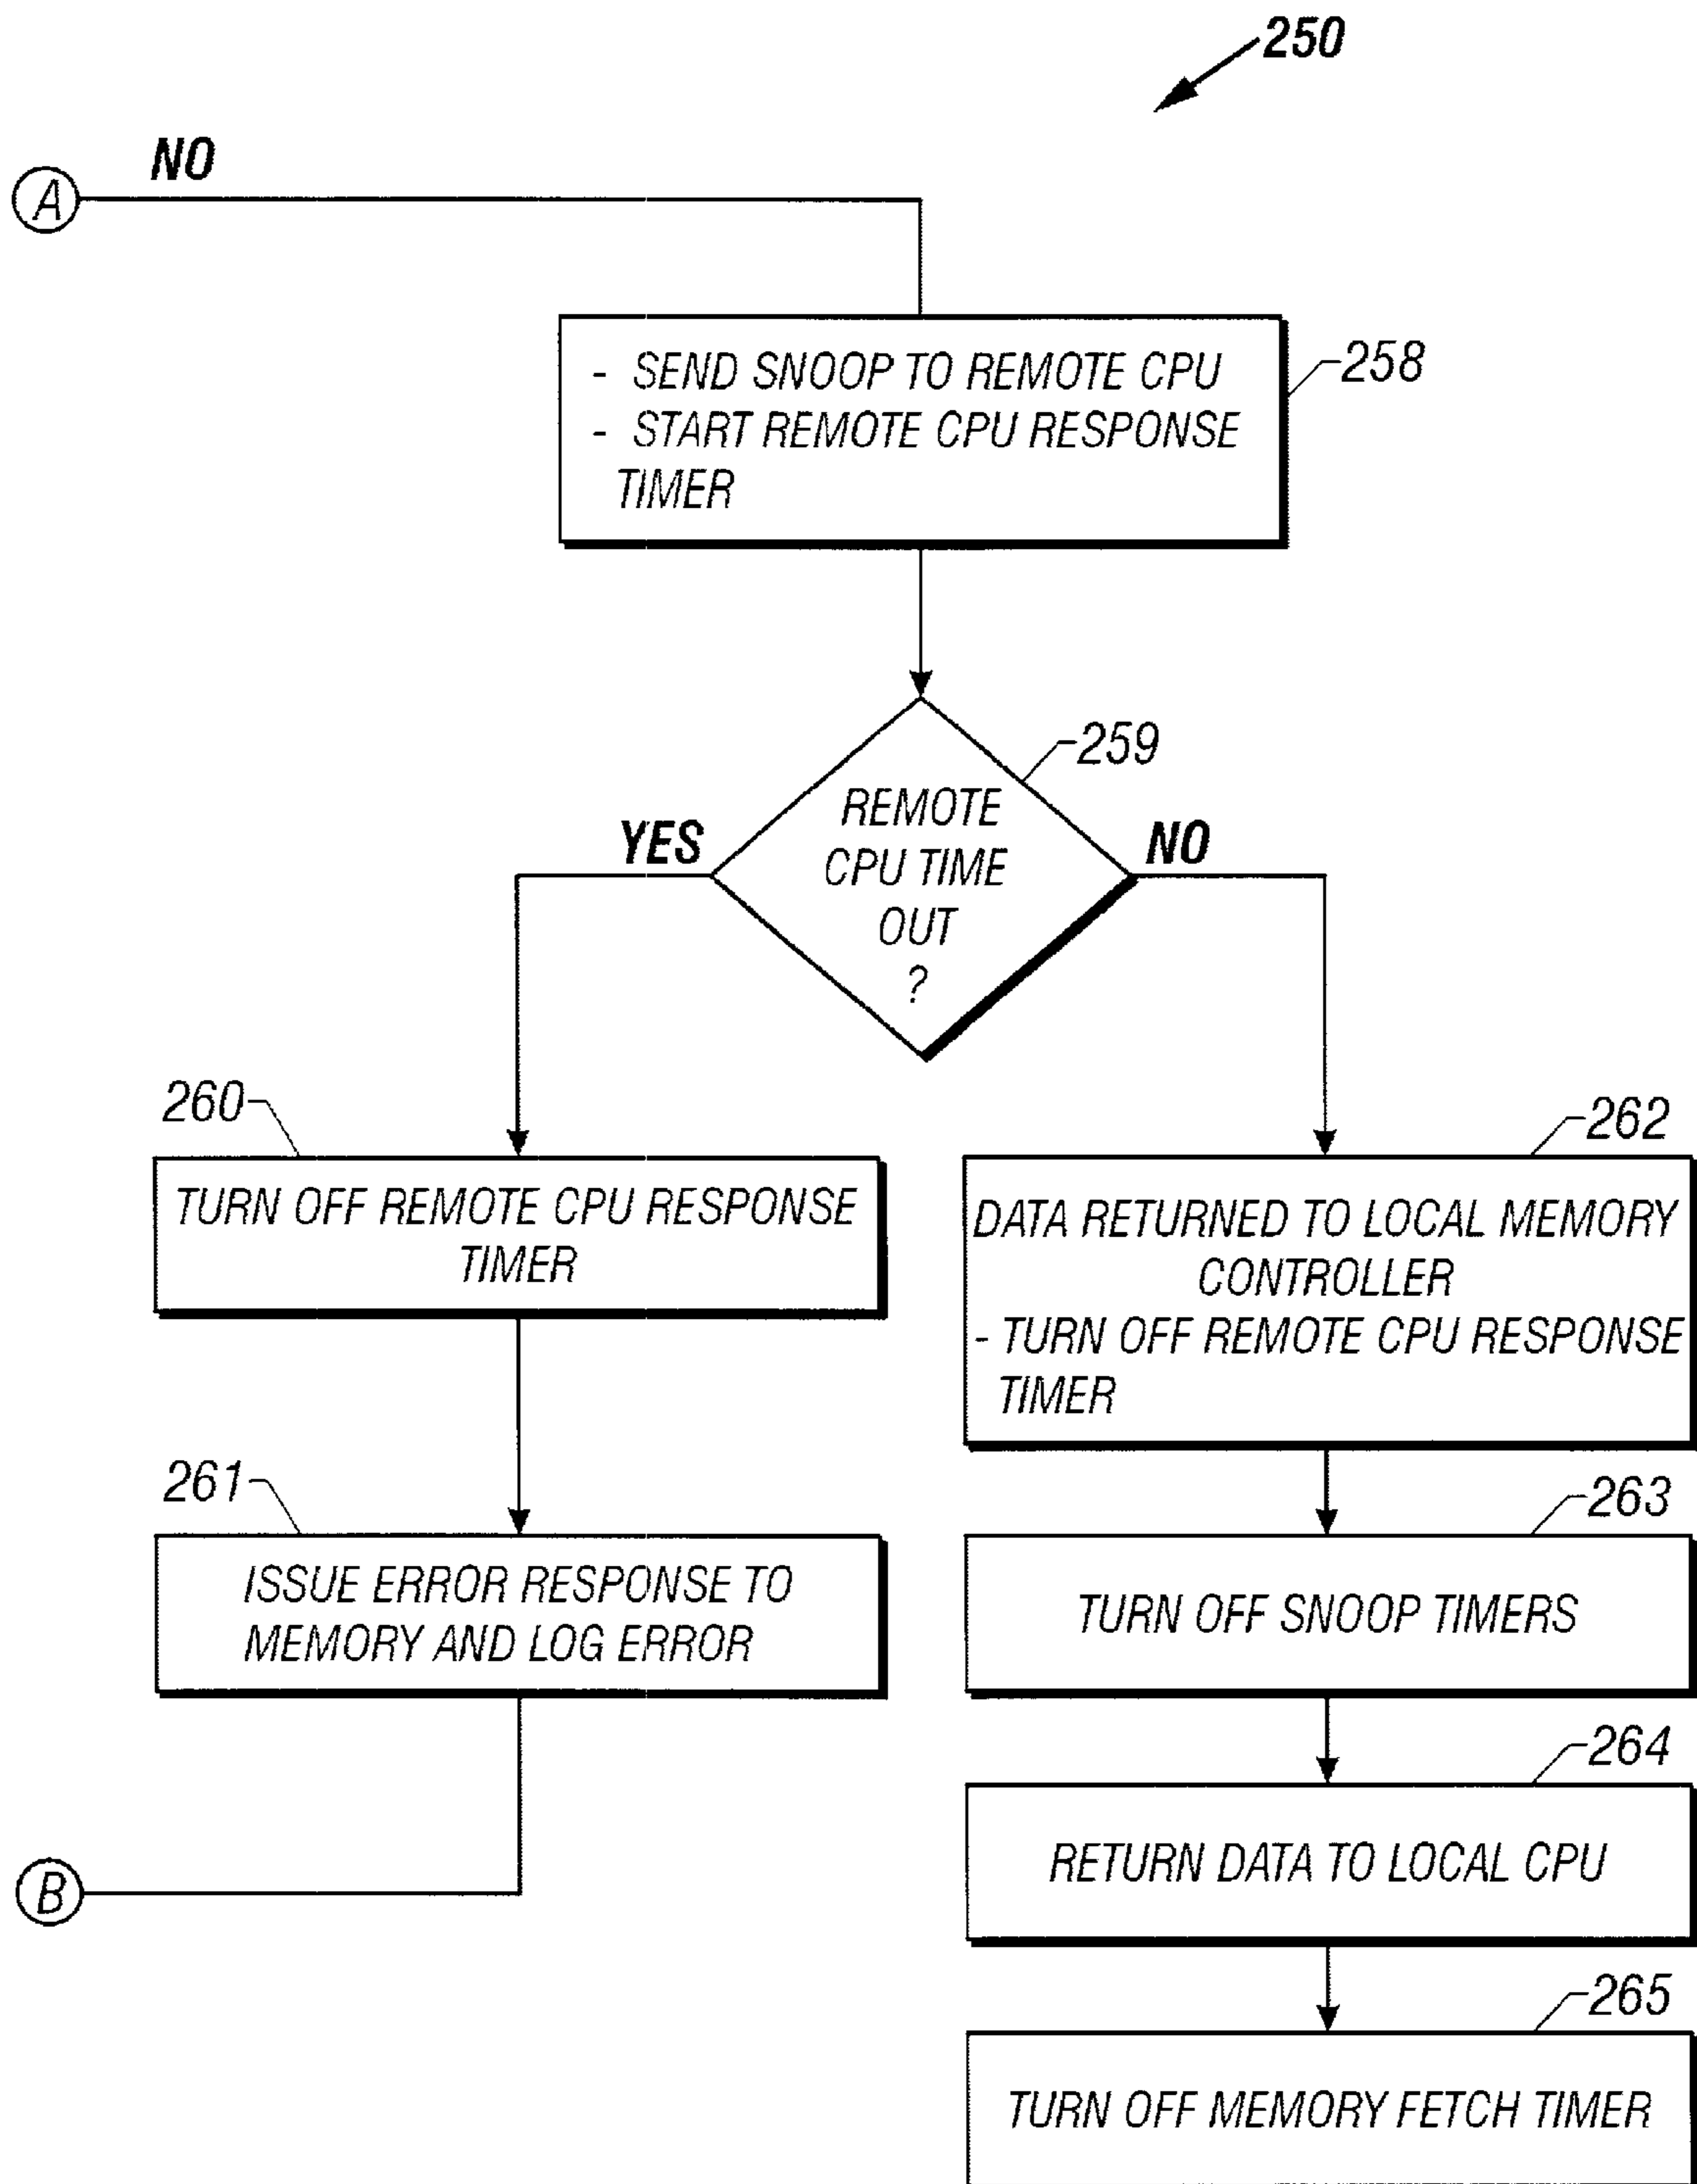 250
NO
A
- SEND SNOOP TO REMOTE CPU
- START REMOTE CPU RESPONSE
TIMER
258
259
REMOTE
CPU TIME
OUT
?
YES
NO
260
TURN OFF REMOTE CPU RESPONSE
TIMER
262
DATA RETURNED TO LOCAL MEMORY
CONTROLLER
- TURN OFF REMOTE CPU RESPONSE
TIMER
261
ISSUE ERROR RESPONSE TO
MEMORY AND LOG ERROR
263
TURN OFF SNOOP TIMERS
264
RETURN DATA TO LOCAL CPU
B
265
TURN OFF MEMORY FETCH TIMER